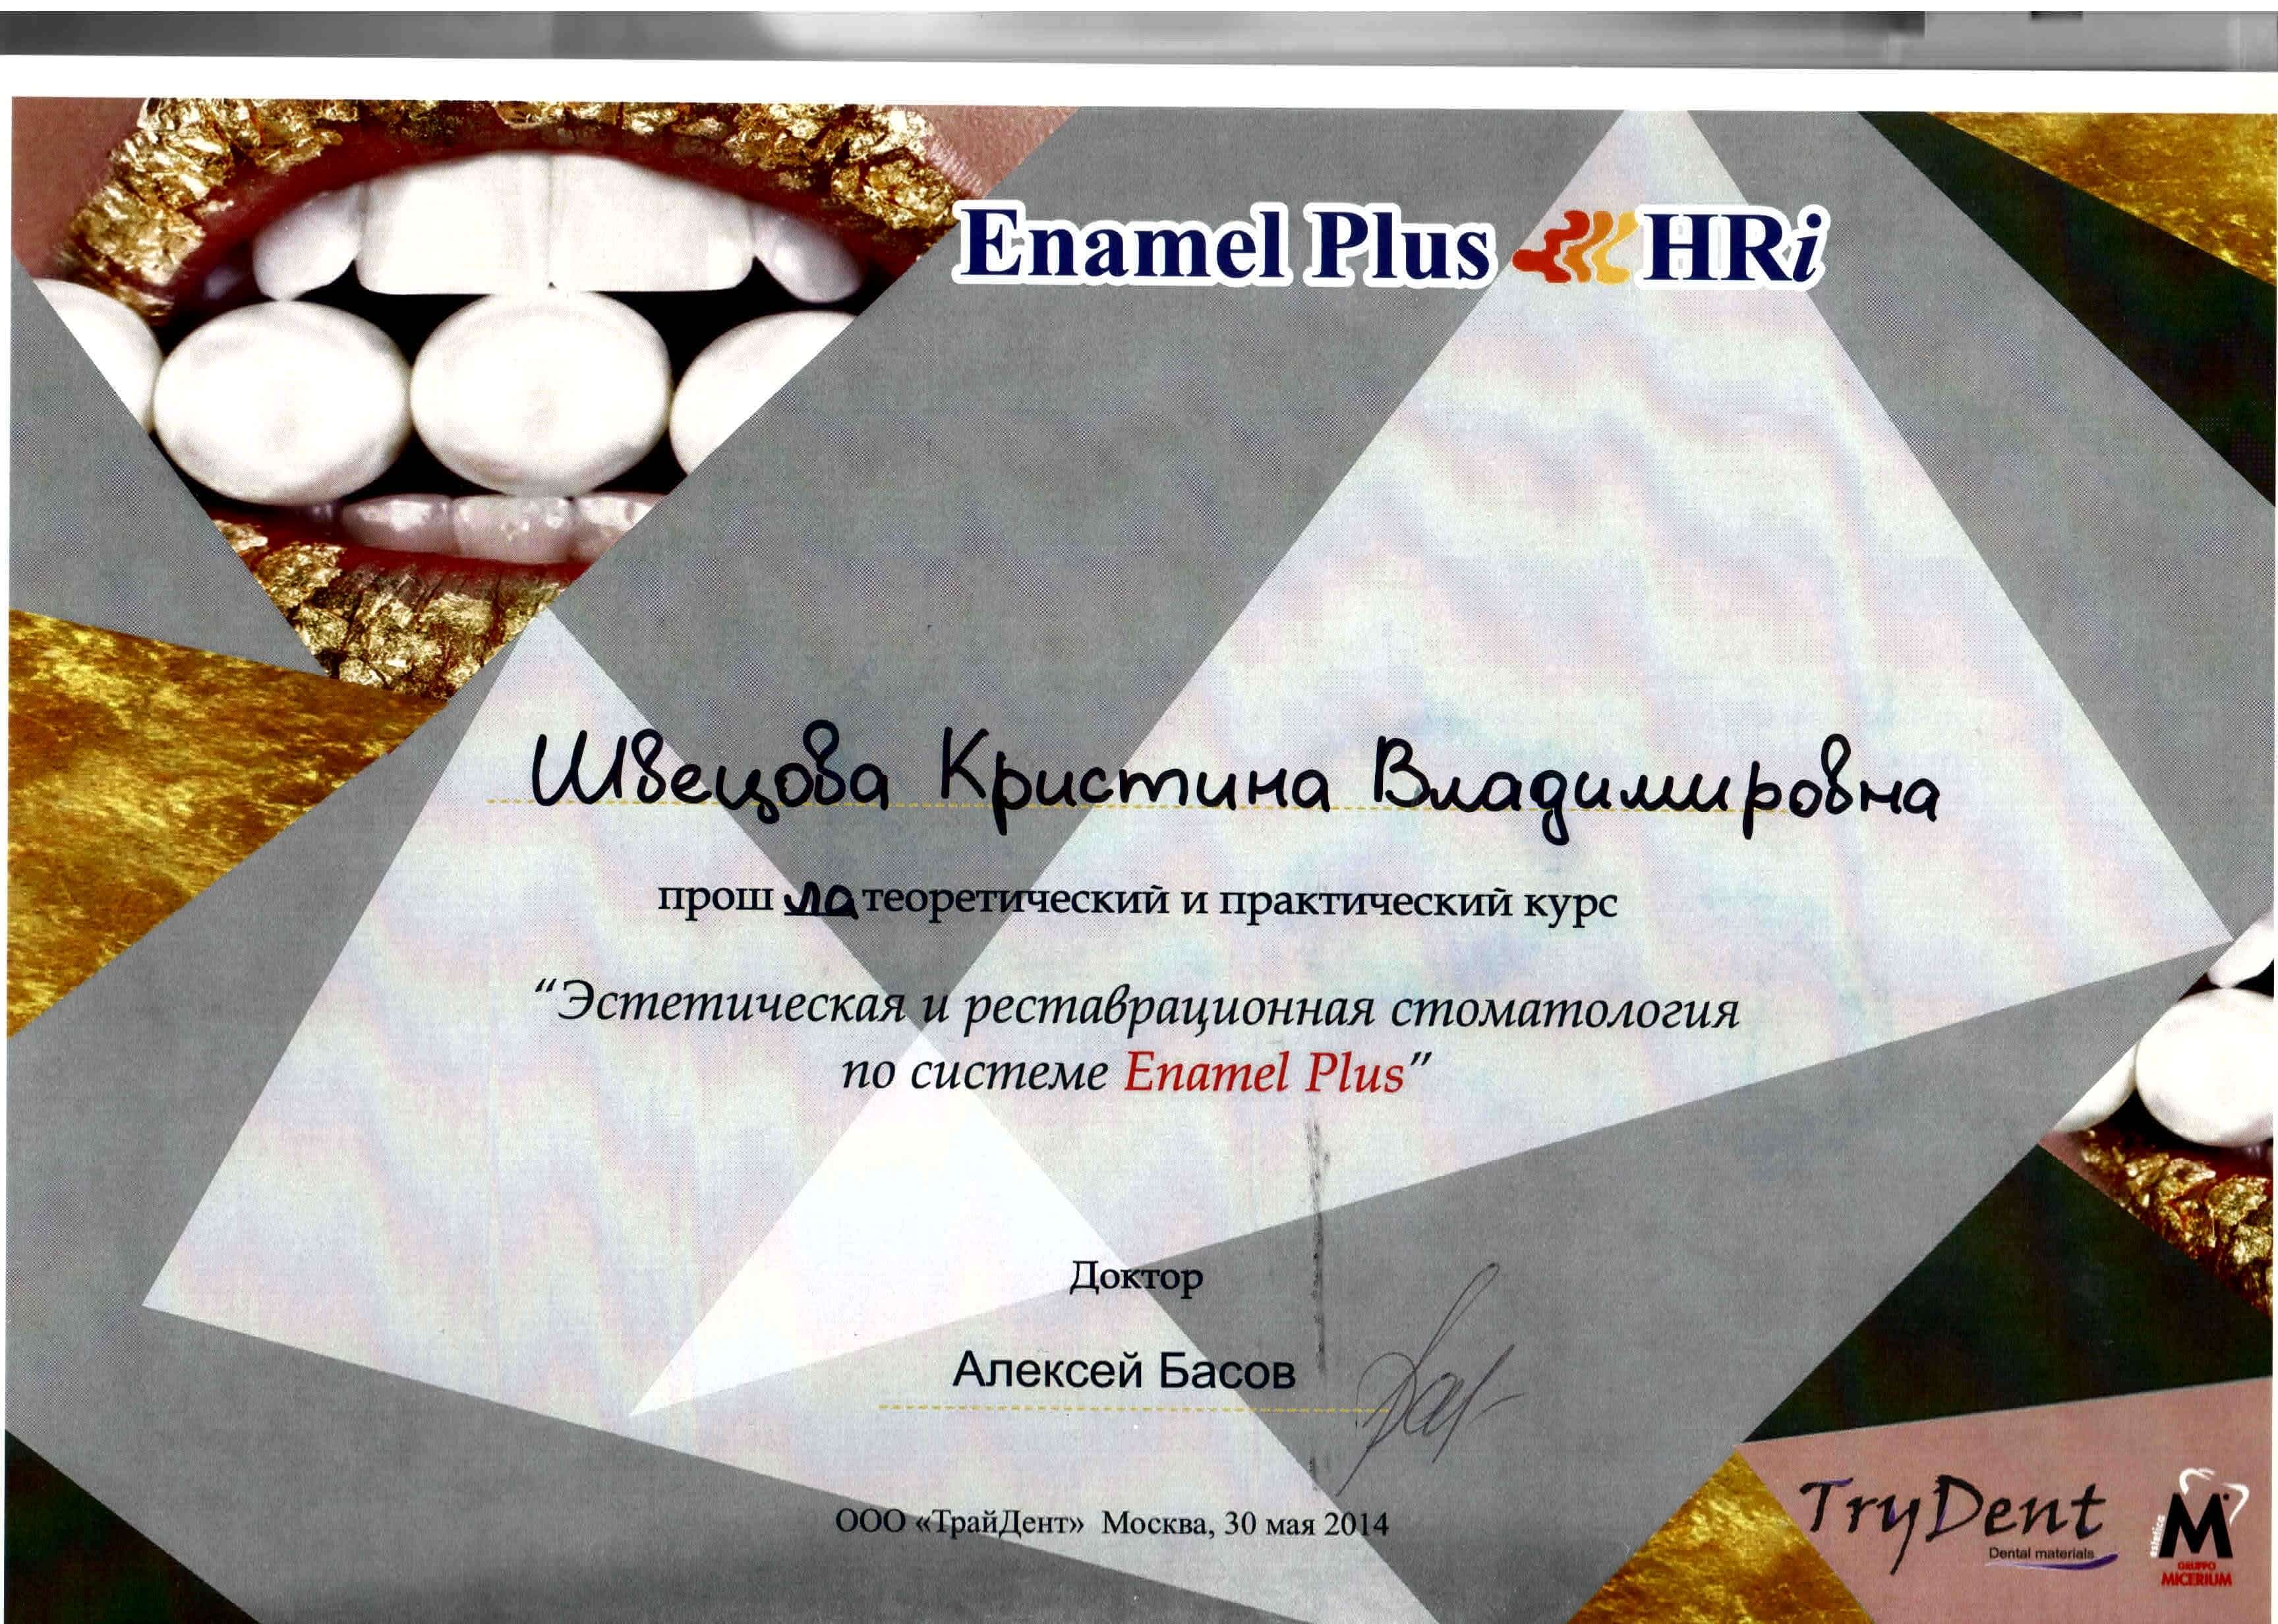 Enamel Plus HRi
Швецова Кристина Владимировна
прошла теоретический и практический курс
“Эстетическая и реставрационная стоматология
по системе Enamel Plus”
Доктор
Алексей Басов
ООО «ТрайДент» Москва, 30 мая 2014
TryDent
Dental materials
estetica
M
GRUPPO
MICERIUM